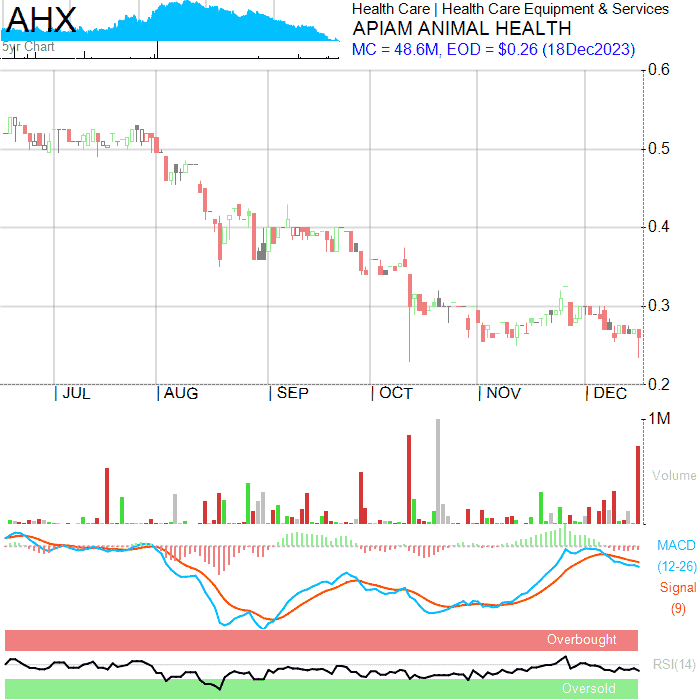 AHX
5yr Chart
Health Care | Health Care Equipment & Services
APIAM ANIMAL HEALTH
MC = 48.6M, EOD = $0.26 (18Dec2023)
0.6
0.5
0.4
0.3
0.2
JUL
AUG
SEP
OCT
NOV
DEC
1M
Volume
MACD
(12-26)
Signal
(9)
Overbought
RSI(14)
Oversold